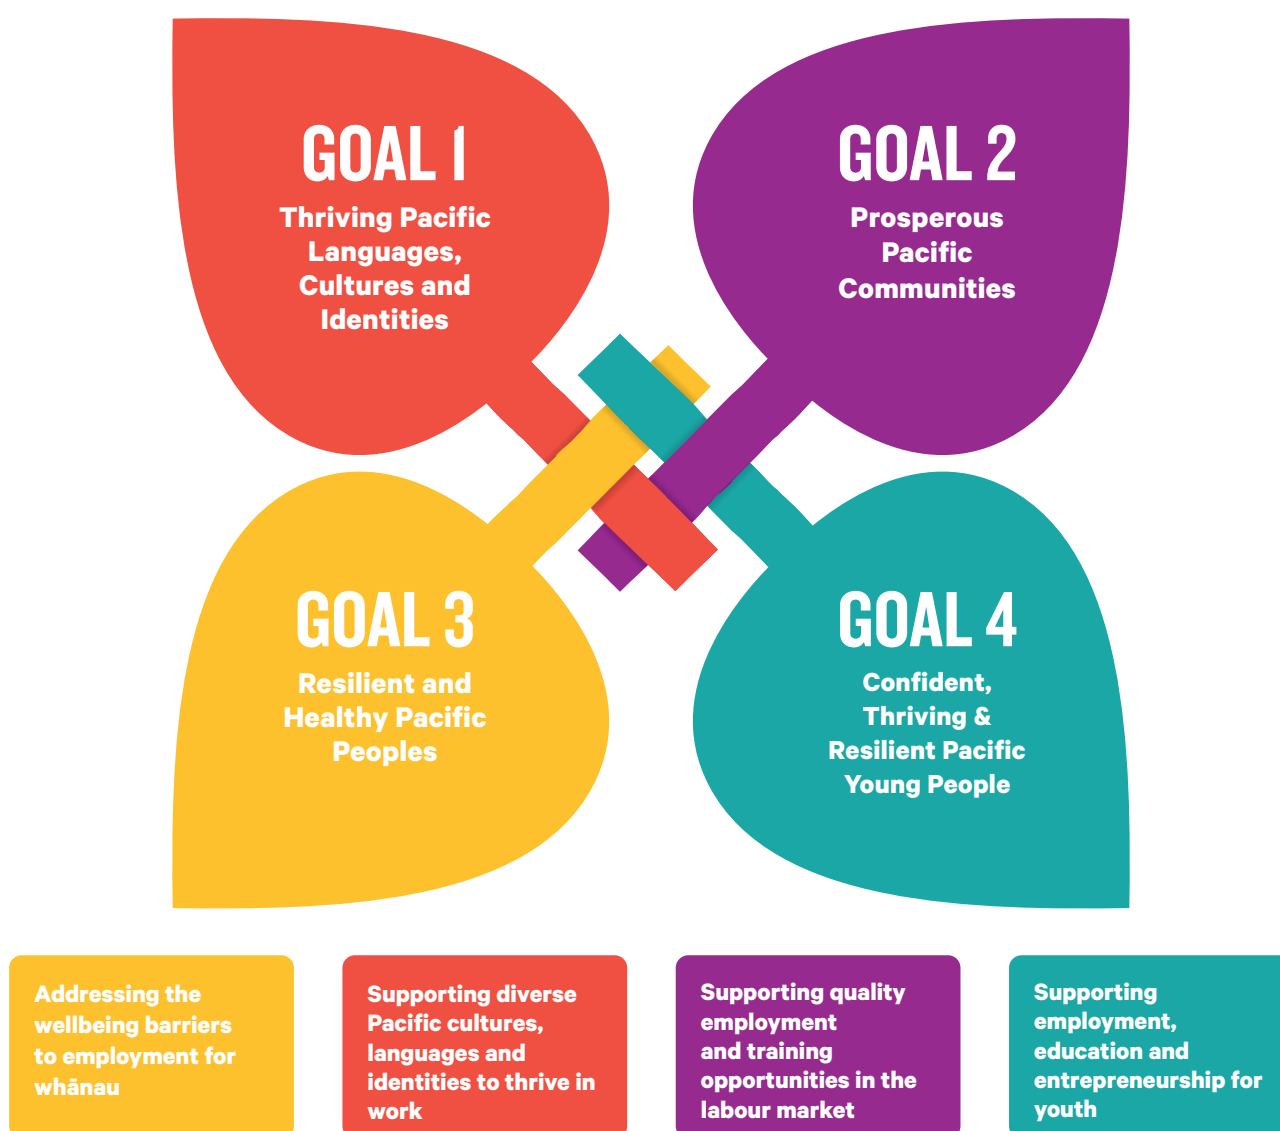 GOAL 1
Thriving Pacific
Languages,
Cultures and
Identities
GOAL 2
Prosperous
Pacific
Communities
GOAL 3
Resilient and
Healthy Pacific
Peoples
GOAL 4
Confident,
Thriving &
Resilient Pacific
Young People
Addressing the
wellbeing barriers
to employment for
whānau
Supporting diverse
Pacific cultures,
languages and
identities to thrive in
work
Supporting quality
employment
and training
opportunities in the
labour market
Supporting
employment,
education and
entrepreneurship for
youth